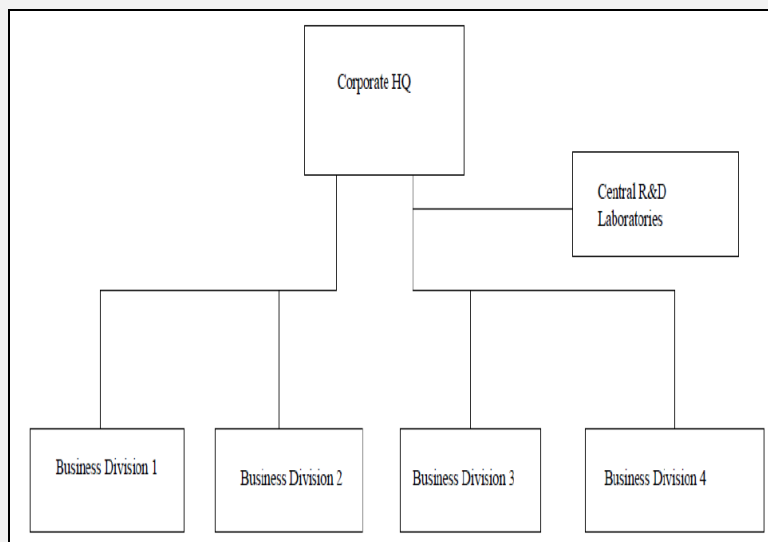 Corporate HQ
Central R&D
Laboratories
Business Division 1
Business Division 2
Business Division 3
Business Division 4